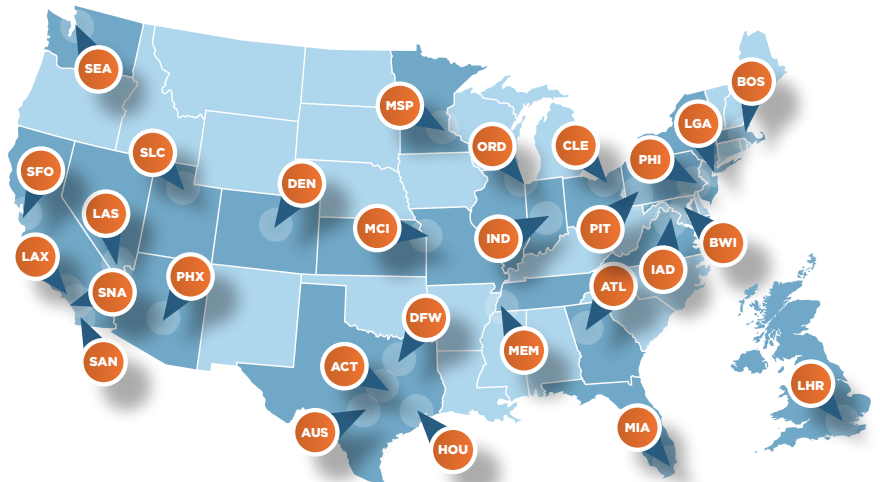 SEA
BOS
MSP
LGA
ORD
CLE
SLC
PHI
SFO
DEN
LAS
MCI
IND
PIT
BWI
LAX
PHX
IAD
SNA
ATL
DFW
MEM
SAN
ACT
LHR
AUS
MIA
HOU